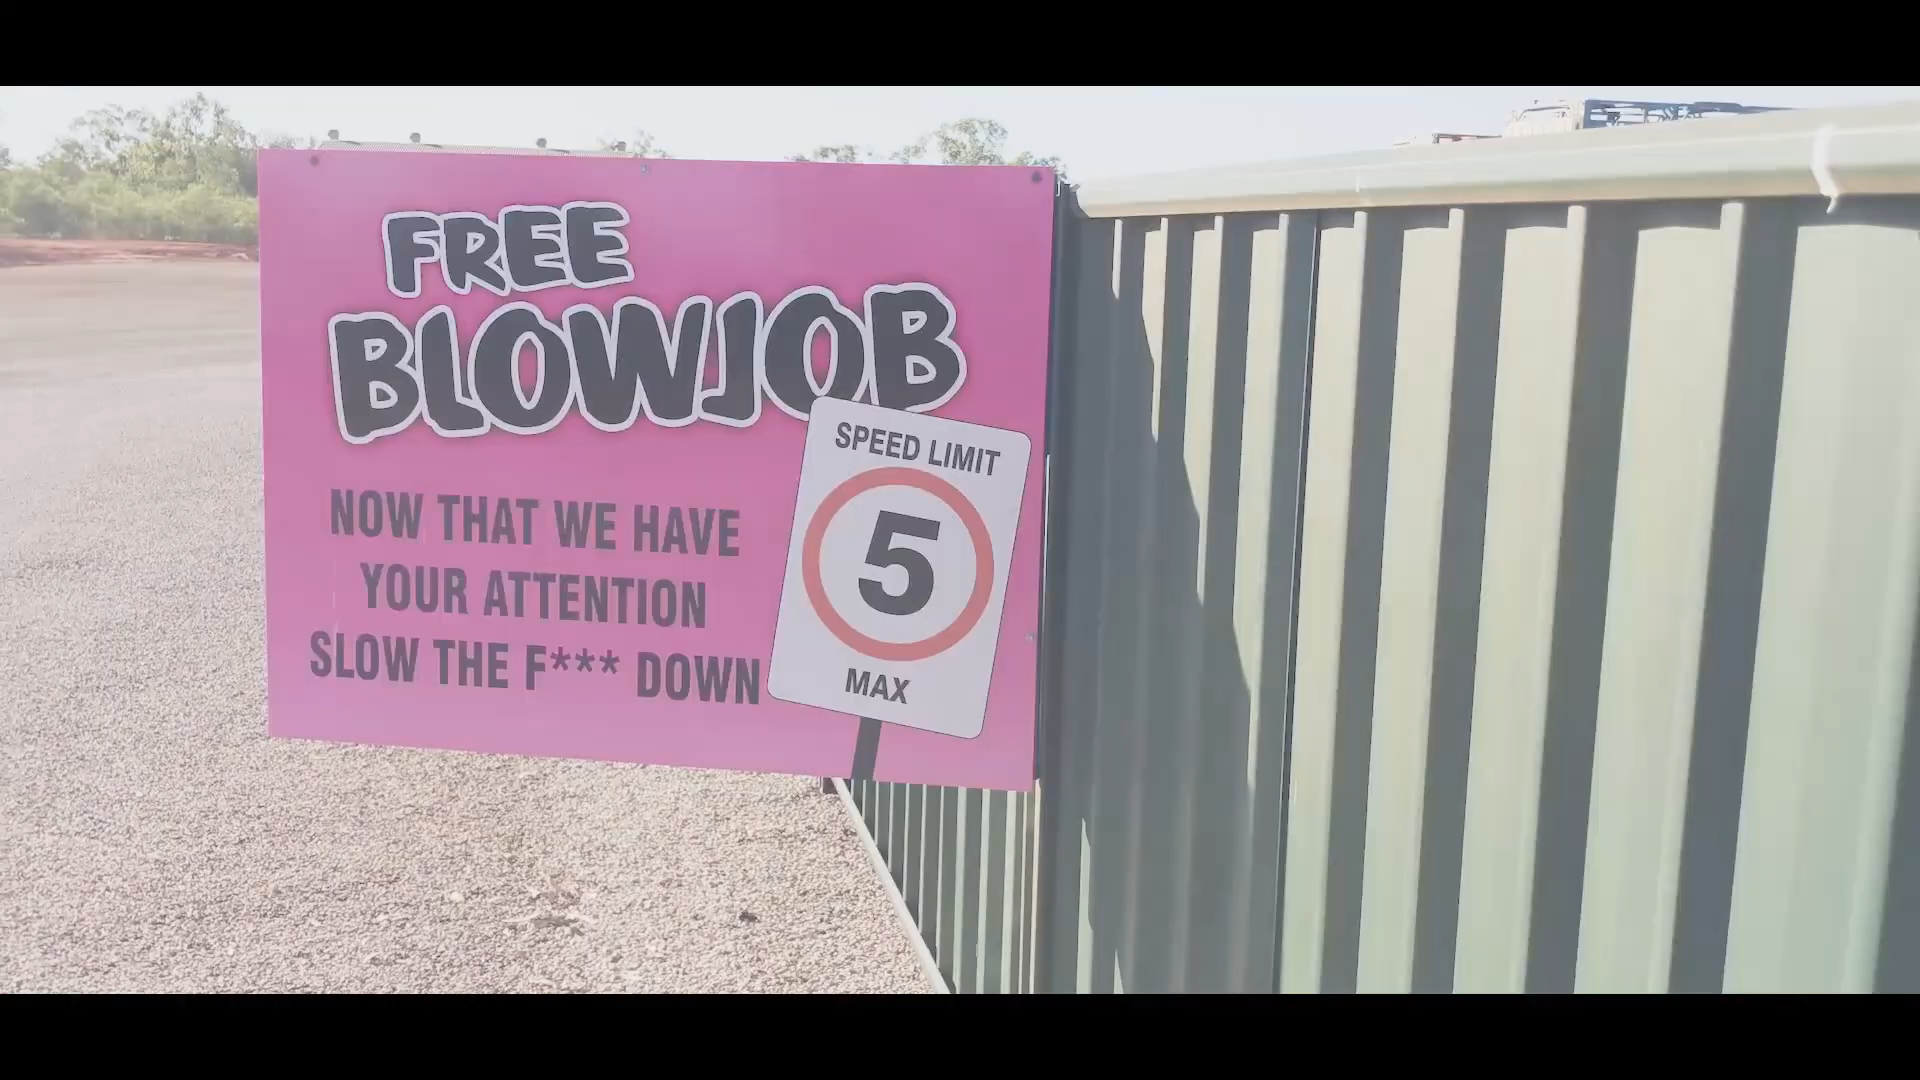 FREE
BLOWJOB
NOW THAT WE HAVE
YOUR ATTENTION
SLOW THE F*** DOWN
SPEED LIMIT
5
MAX